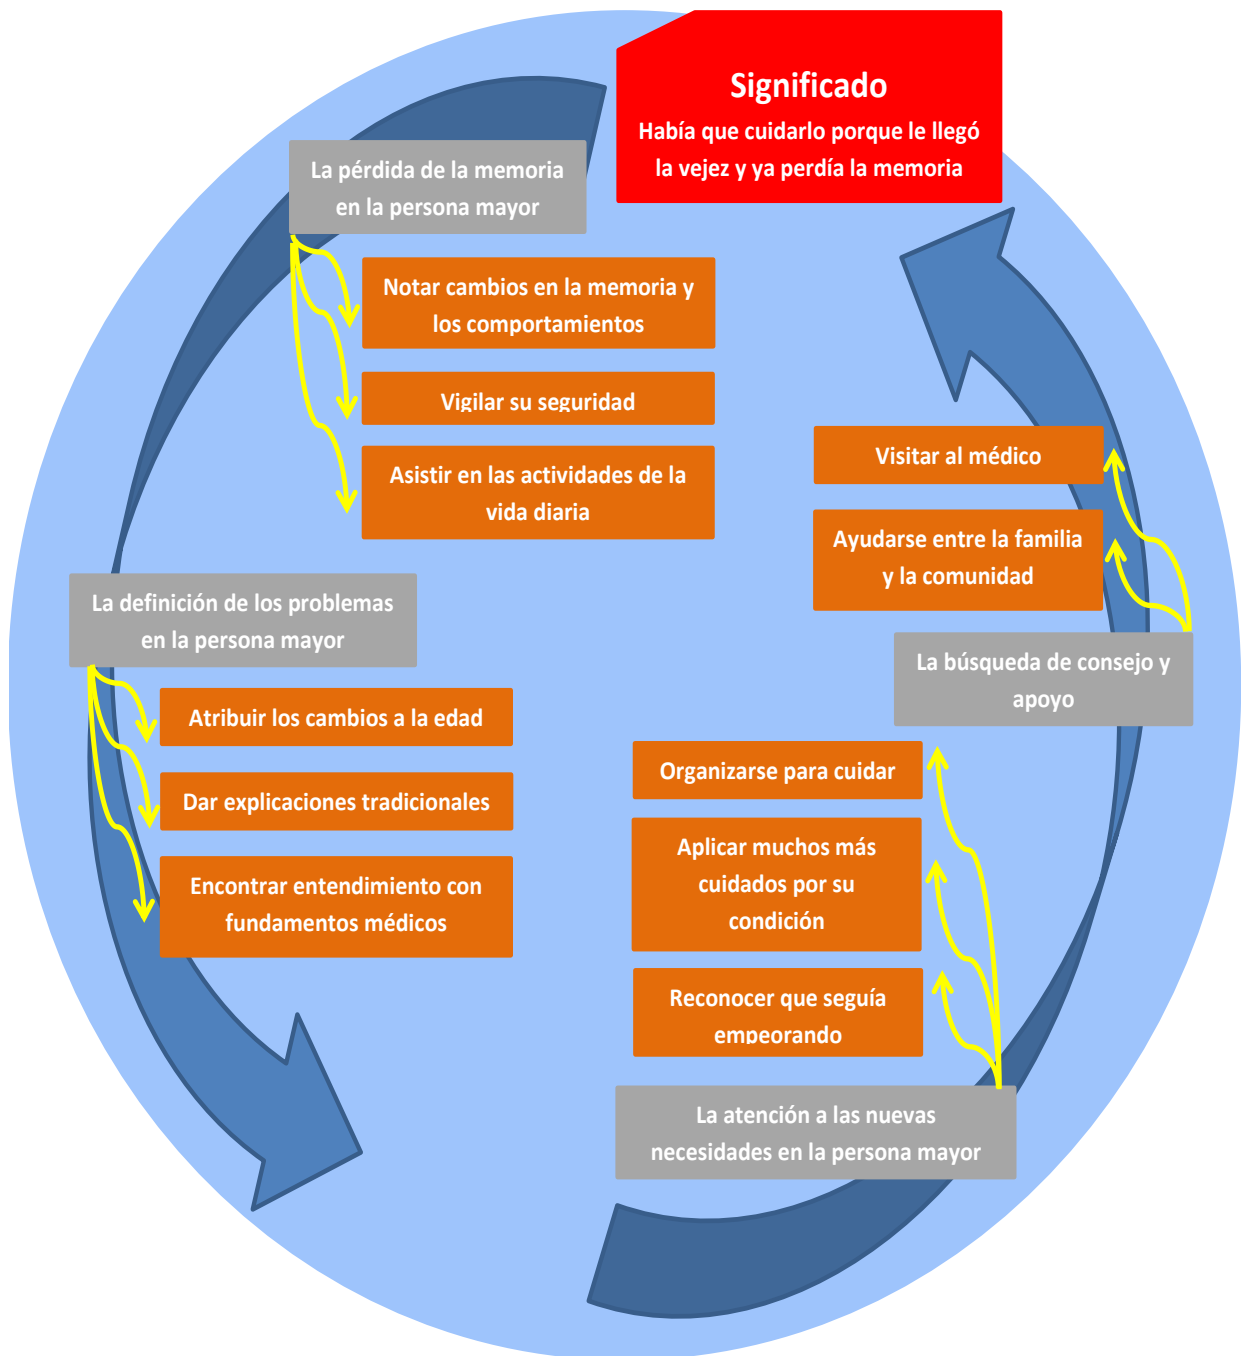 Significado
Había que cuidarlo porque le llegó
la vejez y ya perdía la memoria
La pérdida de la memoria
en la persona mayor
Notar cambios en la memoria y
los comportamientos
Vigilar su seguridad
Asistir en las actividades de la
vida diaria
La definición de los problemas
en la persona mayor
Atribuir los cambios a la edad
Dar explicaciones tradicionales
Encontrar entendimiento con
fundamentos médicos
Visitar al médico
Ayudarse entre la familia
y la comunidad
La búsqueda de consejo y
apoyo
Organizarse para cuidar
Aplicar muchos más
cuidados por su
condición
Reconocer que seguía
empeorando
La atención a las nuevas
necesidades en la persona mayor